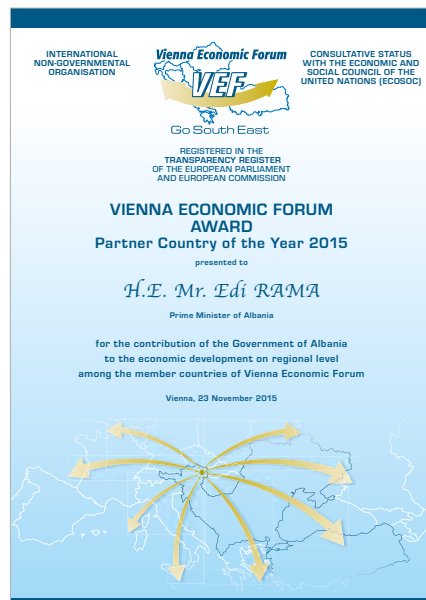 INTERNATIONAL
NON-GOVERNMENTAL
ORGANISATION
Vienna Economic Forum
VEF
Go South East
CONSULTATIVE STATUS
WITH THE ECONOMIC AND
SOCIAL COUNCIL OF THE
UNITED NATIONS (ECOSOC)
REGISTERED IN THE
TRANSPARENCY REGISTER
OF THE EUROPEAN PARLIAMENT
AND EUROPEAN COMMISSION
VIENNA ECONOMIC FORUM
AWARD
Partner Country of the Year 2015
presented to
H.E. Mr. Edi RAMA
Prime Minister of Albania
for the contribution of the Government of Albania
to the economic development on regional level
among the member countries of Vienna Economic Forum
Vienna, 23 November 2015